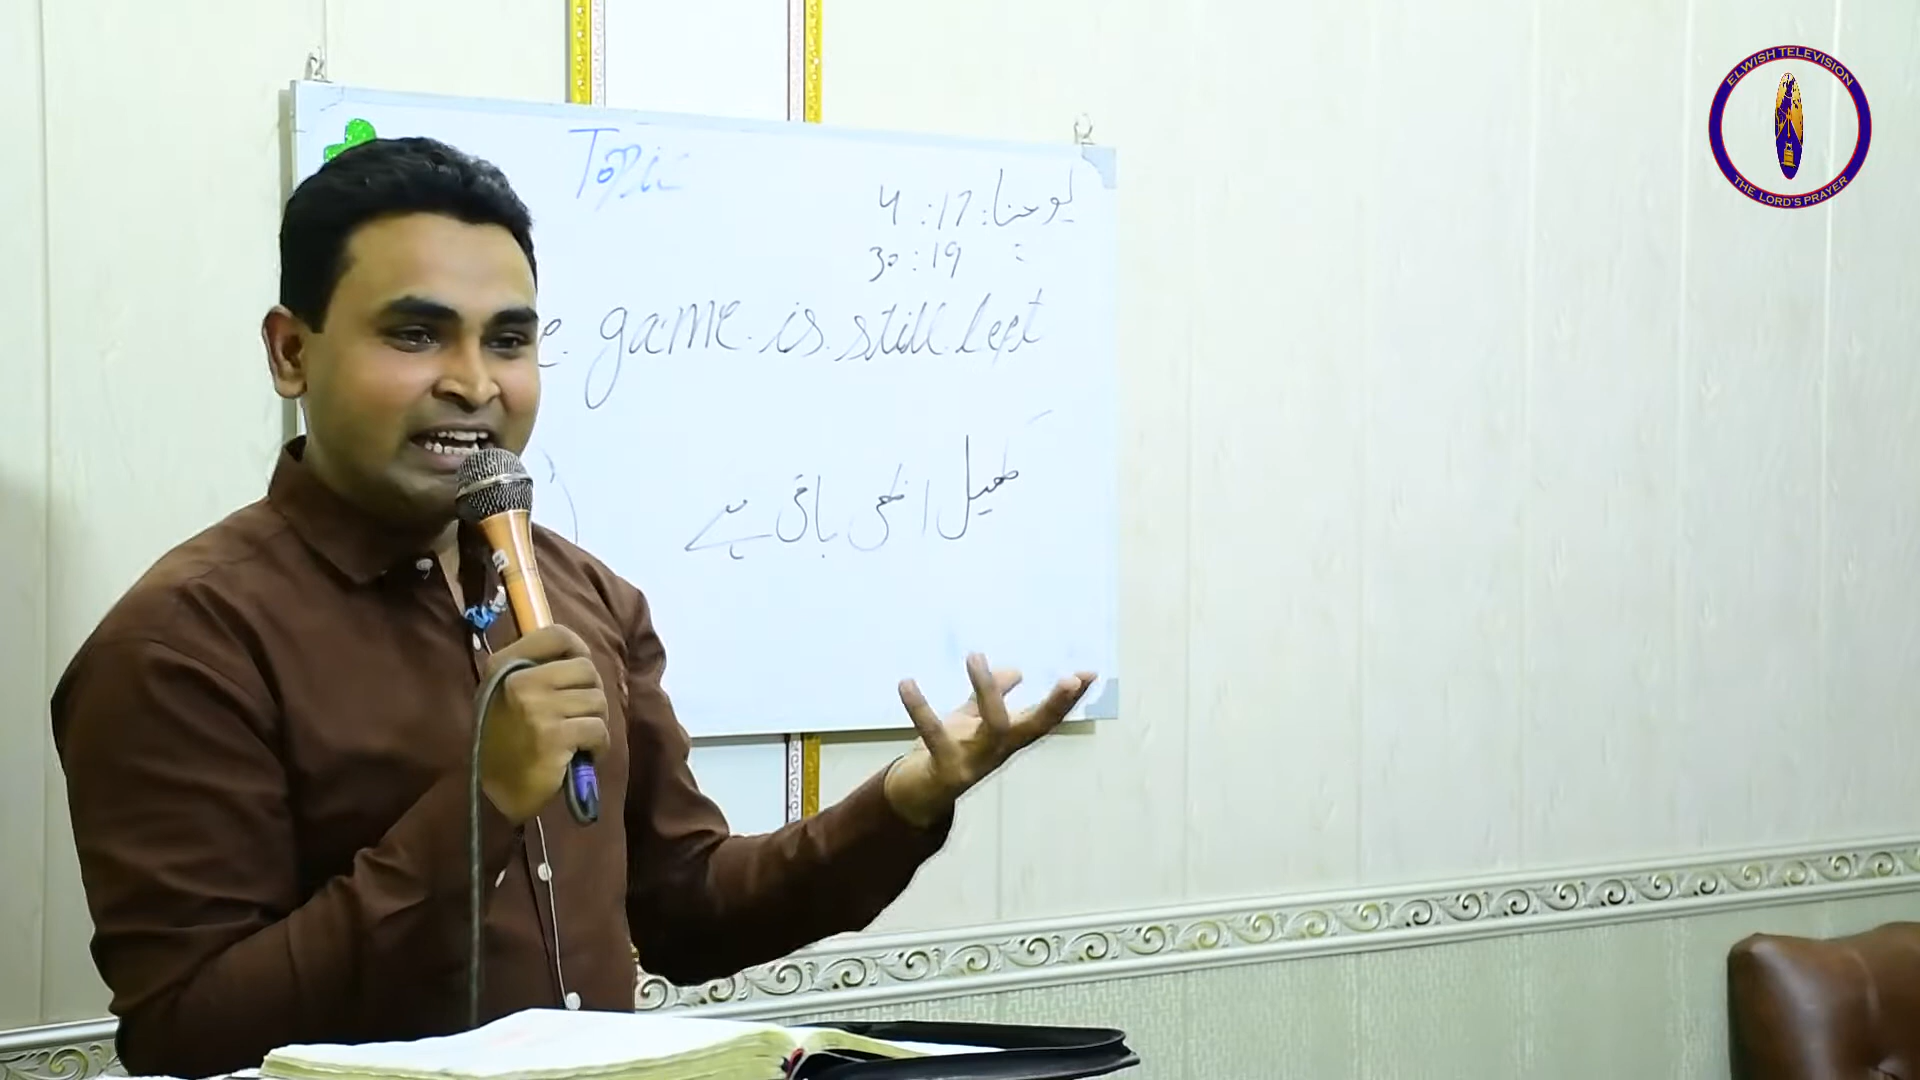 Topic
یوحنا: 17: 4
: 19: 30
game is still left
کھیل ابھی باقی ہے
ELWISH TELEVISION
THE LORD'S PRAYER